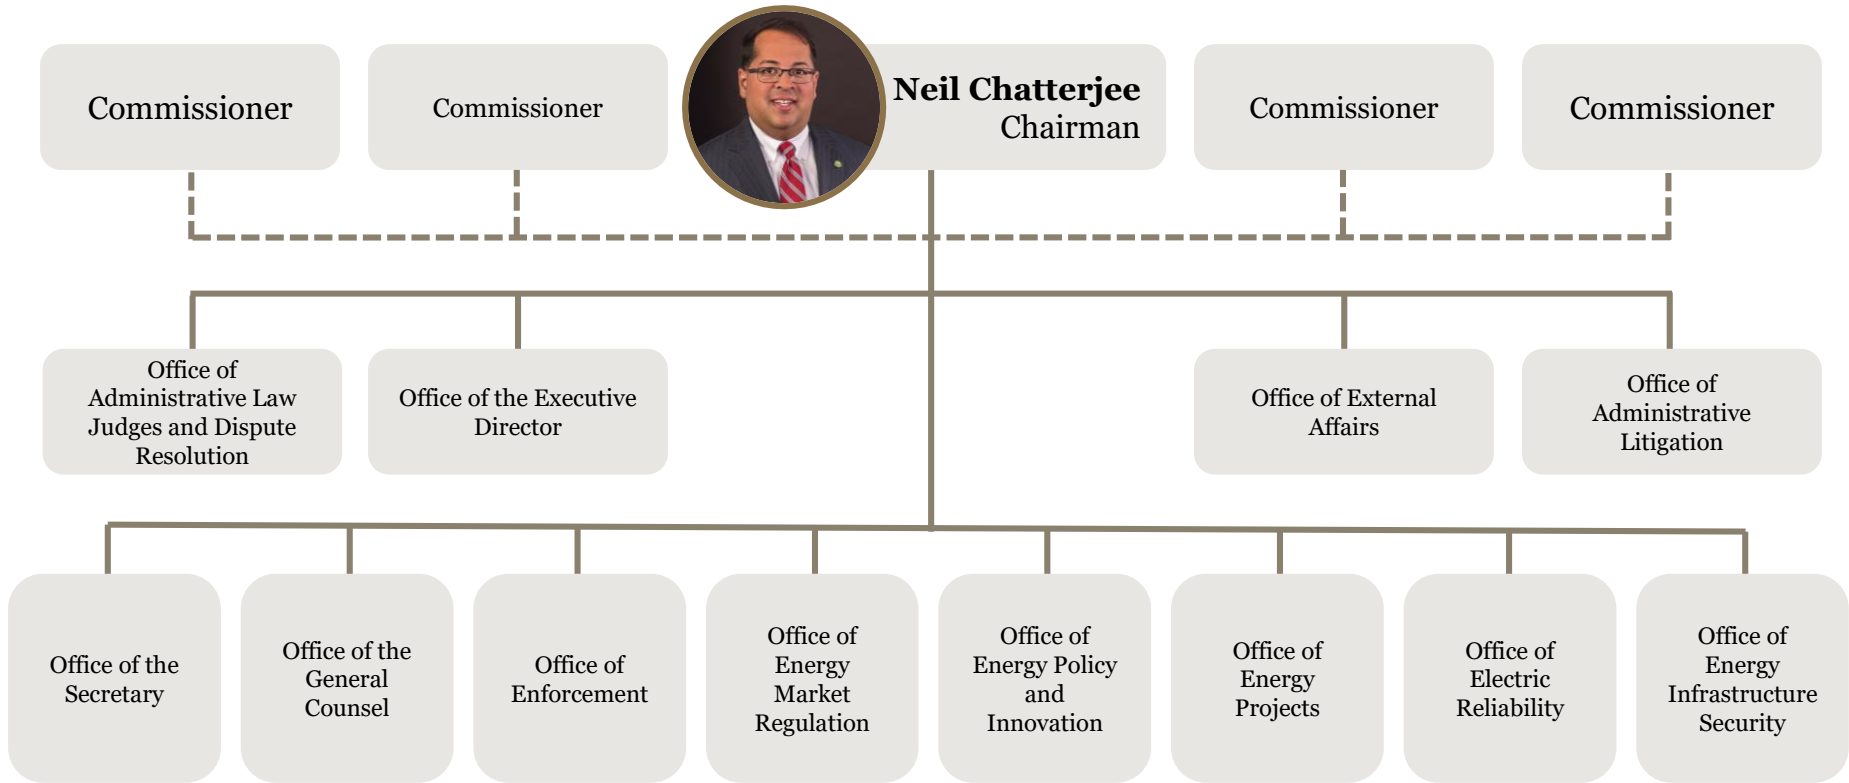 Commissioner
Commissioner
Neil Chatterjee
Chairman
Commissioner
Commissioner
Office of
Administrative Law
Judges and Dispute
Resolution
Office of the Executive
Director
Office of External
Affairs
Office of
Administrative
Litigation
Office of the
Secretary
Office of the
General
Counsel
Office of
Enforcement
Office of
Energy
Market
Regulation
Office of
Energy Policy
and
Innovation
Office of
Energy
Projects
Office of
Electric
Reliability
Office of
Energy
Infrastructure
Security